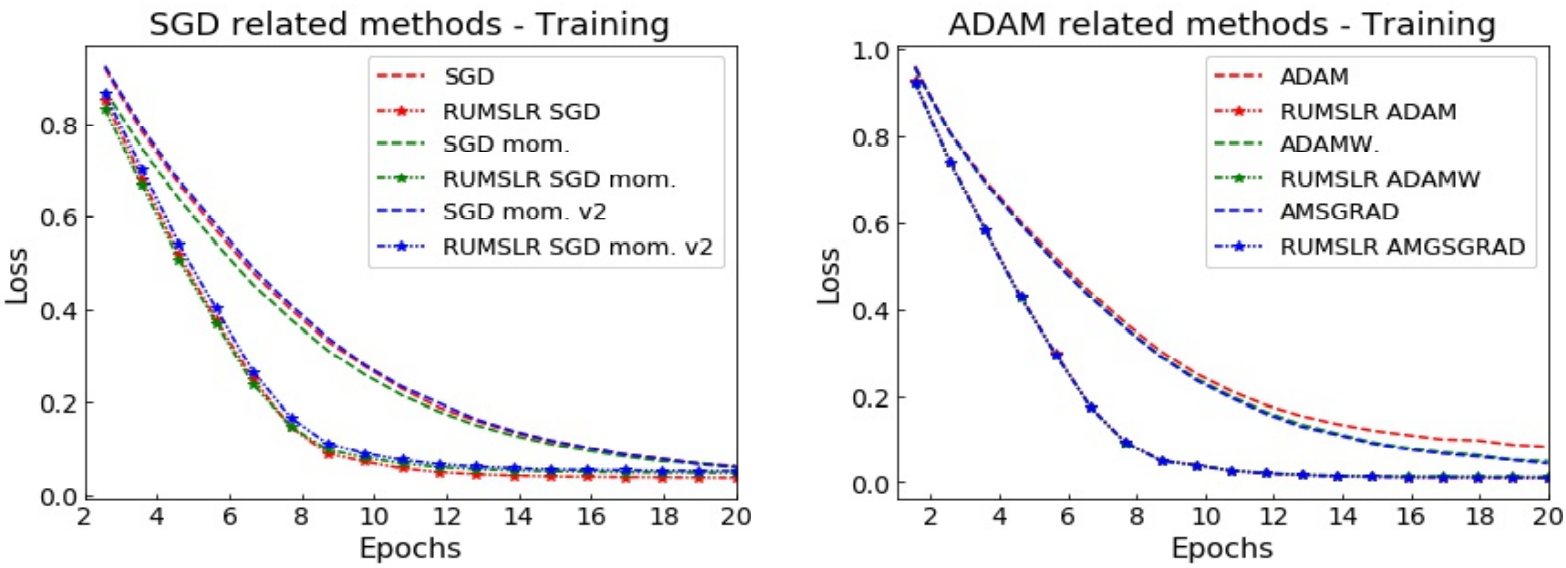 SGD related methods - Training
Loss
0.8
0.6
0.4
0.2
0.0
SGD
RUMSLR SGD
SGD mom.
RUMSLR SGD mom.
SGD mom. v2
RUMSLR SGD mom. v2
2 4 6 8 10 12 14 16 18 20
Epochs
ADAM related methods - Training
Loss
1.0
0.8
0.6
0.4
0.2
0.0
ADAM
RUMSLR ADAM
ADAMW.
RUMSLR ADAMW
AMSGRAD
RUMSLR AMGSGRAD
2 4 6 8 10 12 14 16 18 20
Epochs